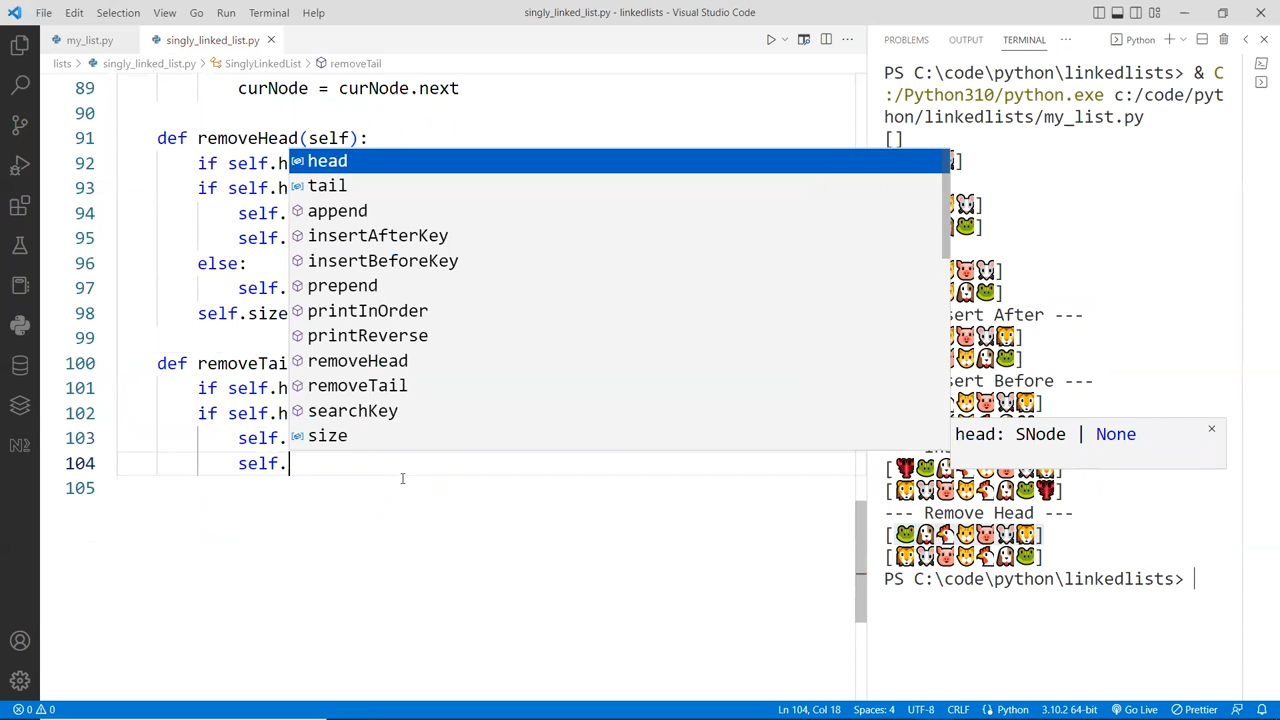 File Edit Selection View Go Run Terminal Help singly_linked_list.py - linkedlists - Visual Studio Code
my_list.py singly_linked_list.py
lists > singly_linked_list.py > SinglyLinkedList > removeTail
89 curNode = curNode.next
90
91 def removeHead(self):
92 if self.h
93 if self.h
94 self.
95 self.
96 else:
97 self.
98 self.size
99
100 def removeTai
101 if self.h
102 if self.h
103 self.
104 self.
105
head
tail
append
insertAfterKey
insertBeforeKey
prepend
printInOrder
printReverse
removeHead
removeTail
searchKey
size
head: SNode | None
PROBLEMS OUTPUT TERMINAL ··· Python
PS C:\code\python\linkedlists> & C
:/Python310/python.exe c:/code/pyt
hon/linkedlists/my_list.py
[]
]
]
]
]
]
sert After ---
]
]
sert Before ---
]
[🦞🐸
[🐯🐭🐷🐱🐔🐶🐸🦞]
--- Remove Head ---
[🐸🐶🐔🐱🐷🐭🐯]
[🐯🐭🐷🐱🐔🐶🐸]
PS C:\code\python\linkedlists>
0 0 Ln 104, Col 18 Spaces: 4 UTF-8 CRLF Python 3.10.2 64-bit Go Live Prettier